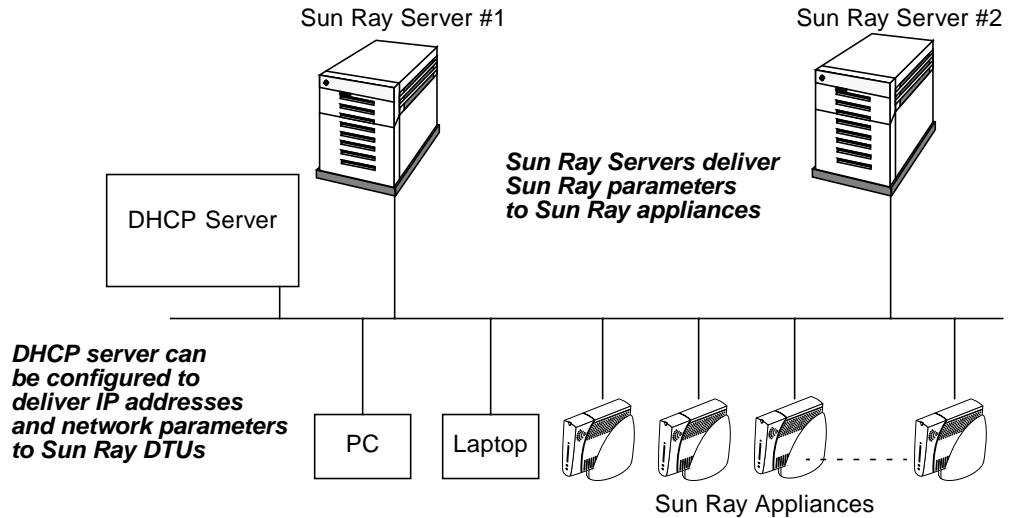 Sun Ray Server #1
Sun Ray Server #2
Sun Ray Servers deliver
Sun Ray parameters
to Sun Ray appliances
DHCP Server
DHCP server can
be configured to
deliver IP addresses
and network parameters
to Sun Ray DTUs
PC
Laptop
Sun Ray Appliances